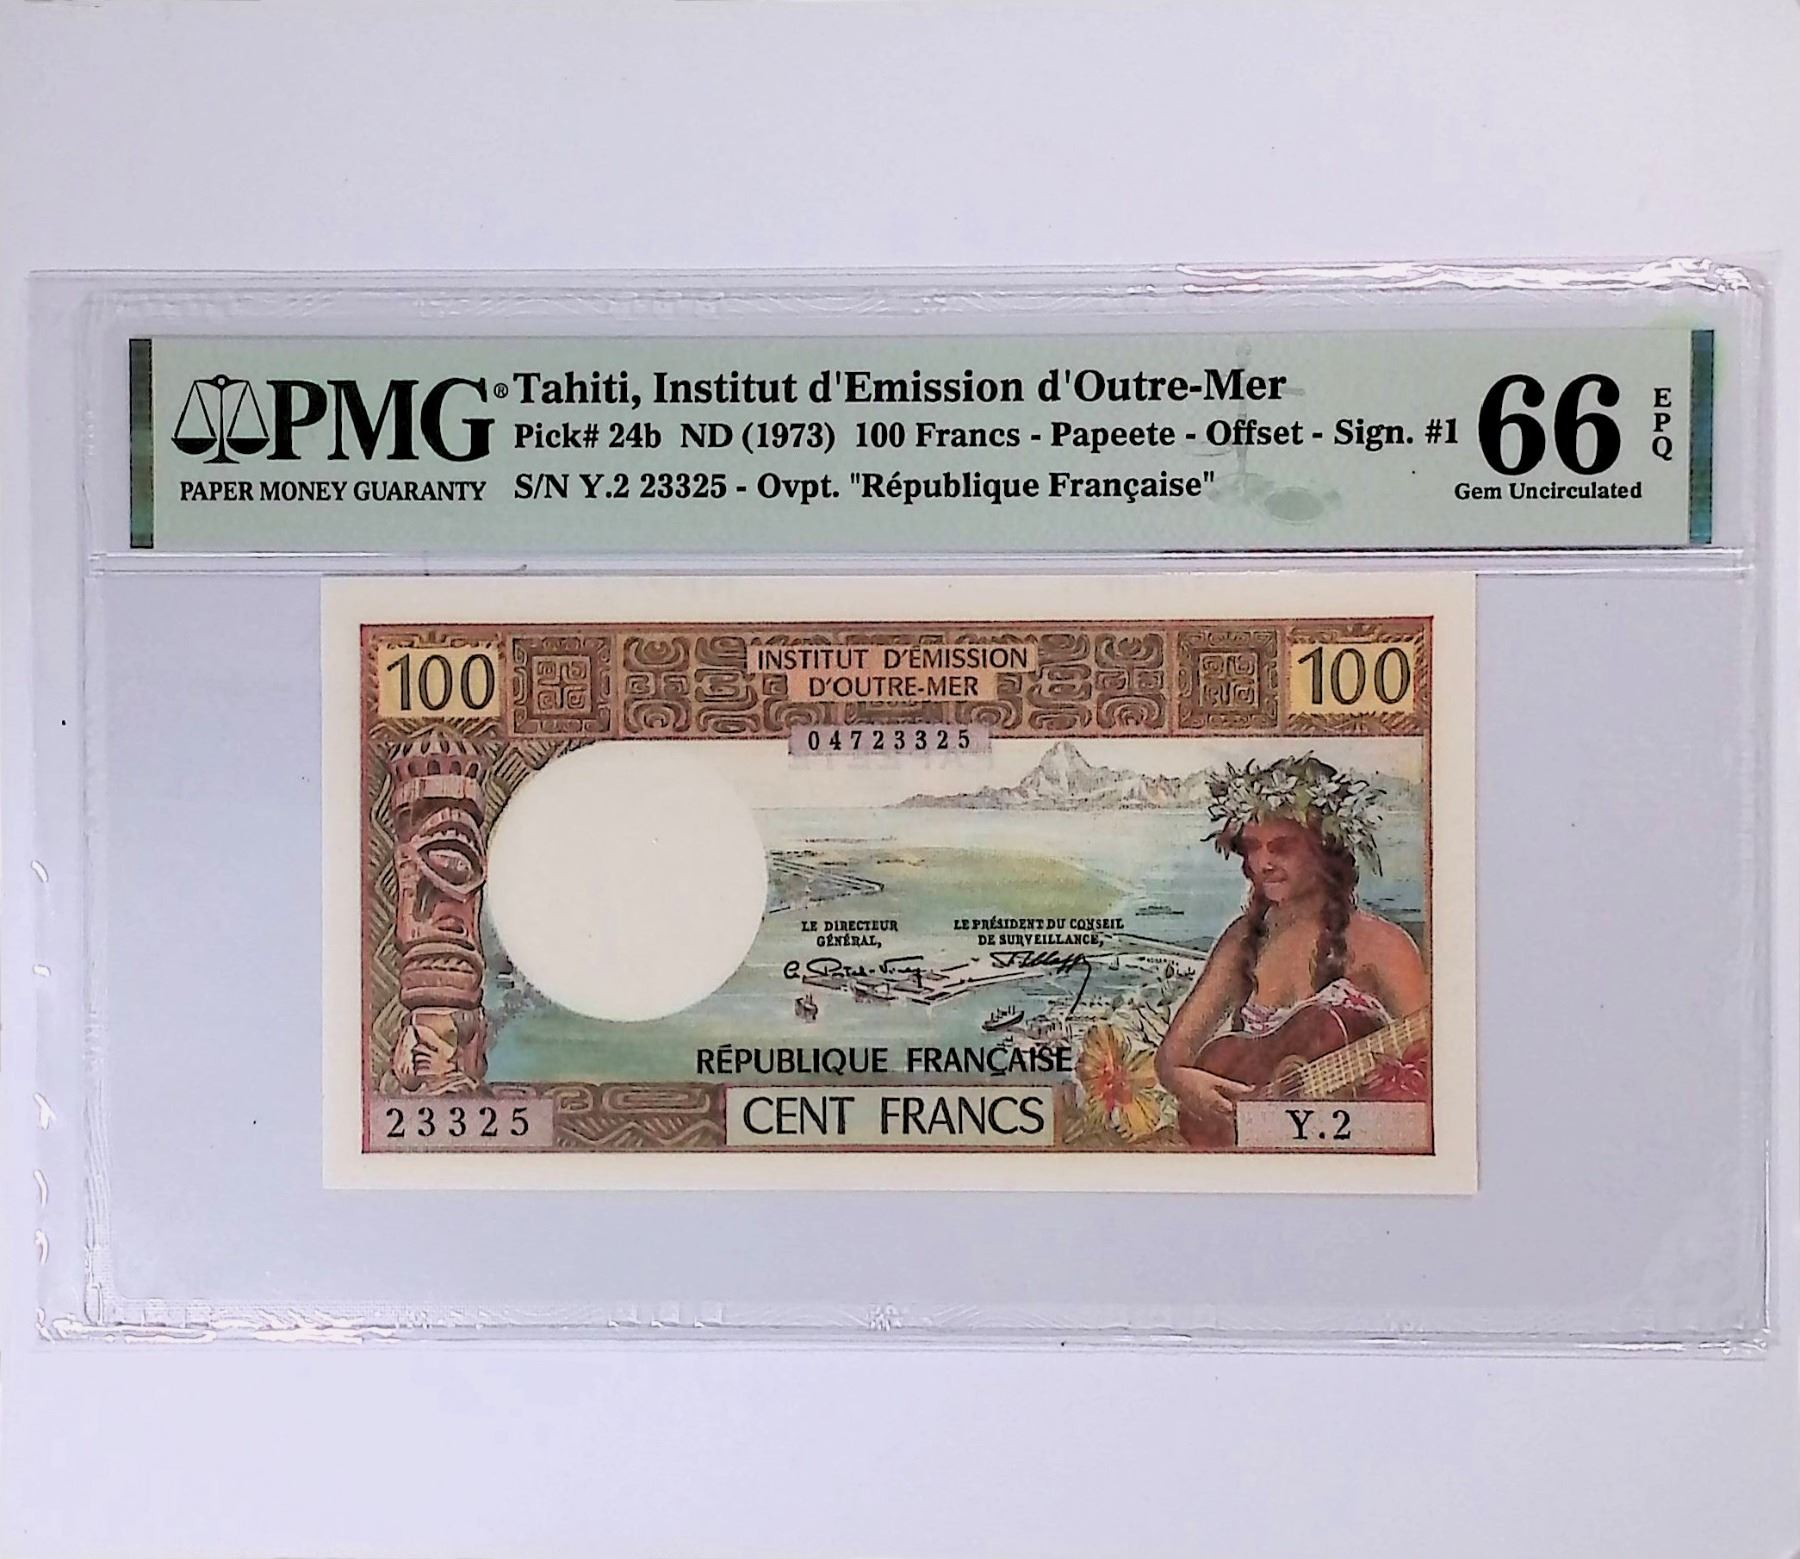 PMG®
PAPER MONEY GUARANTY
Tahiti, Institut d'Emission d'Outre-Mer
Pick# 24b ND (1973) 100 Francs - Papeete - Offset - Sign. #1
S/N Y.2 23325 - Ovpt. "République Française"
66
EPQ
Gem Uncirculated
100
INSTITUT D'ÉMISSION
D'OUTRE-MER
100
04723325
LE DIRECTEUR
GÉNÉRAL,
LE PRÉSIDENT DU CONSEIL
DE SURVEILLANCE,
RÉPUBLIQUE FRANÇAISE
23325
CENT FRANCS
Y.2